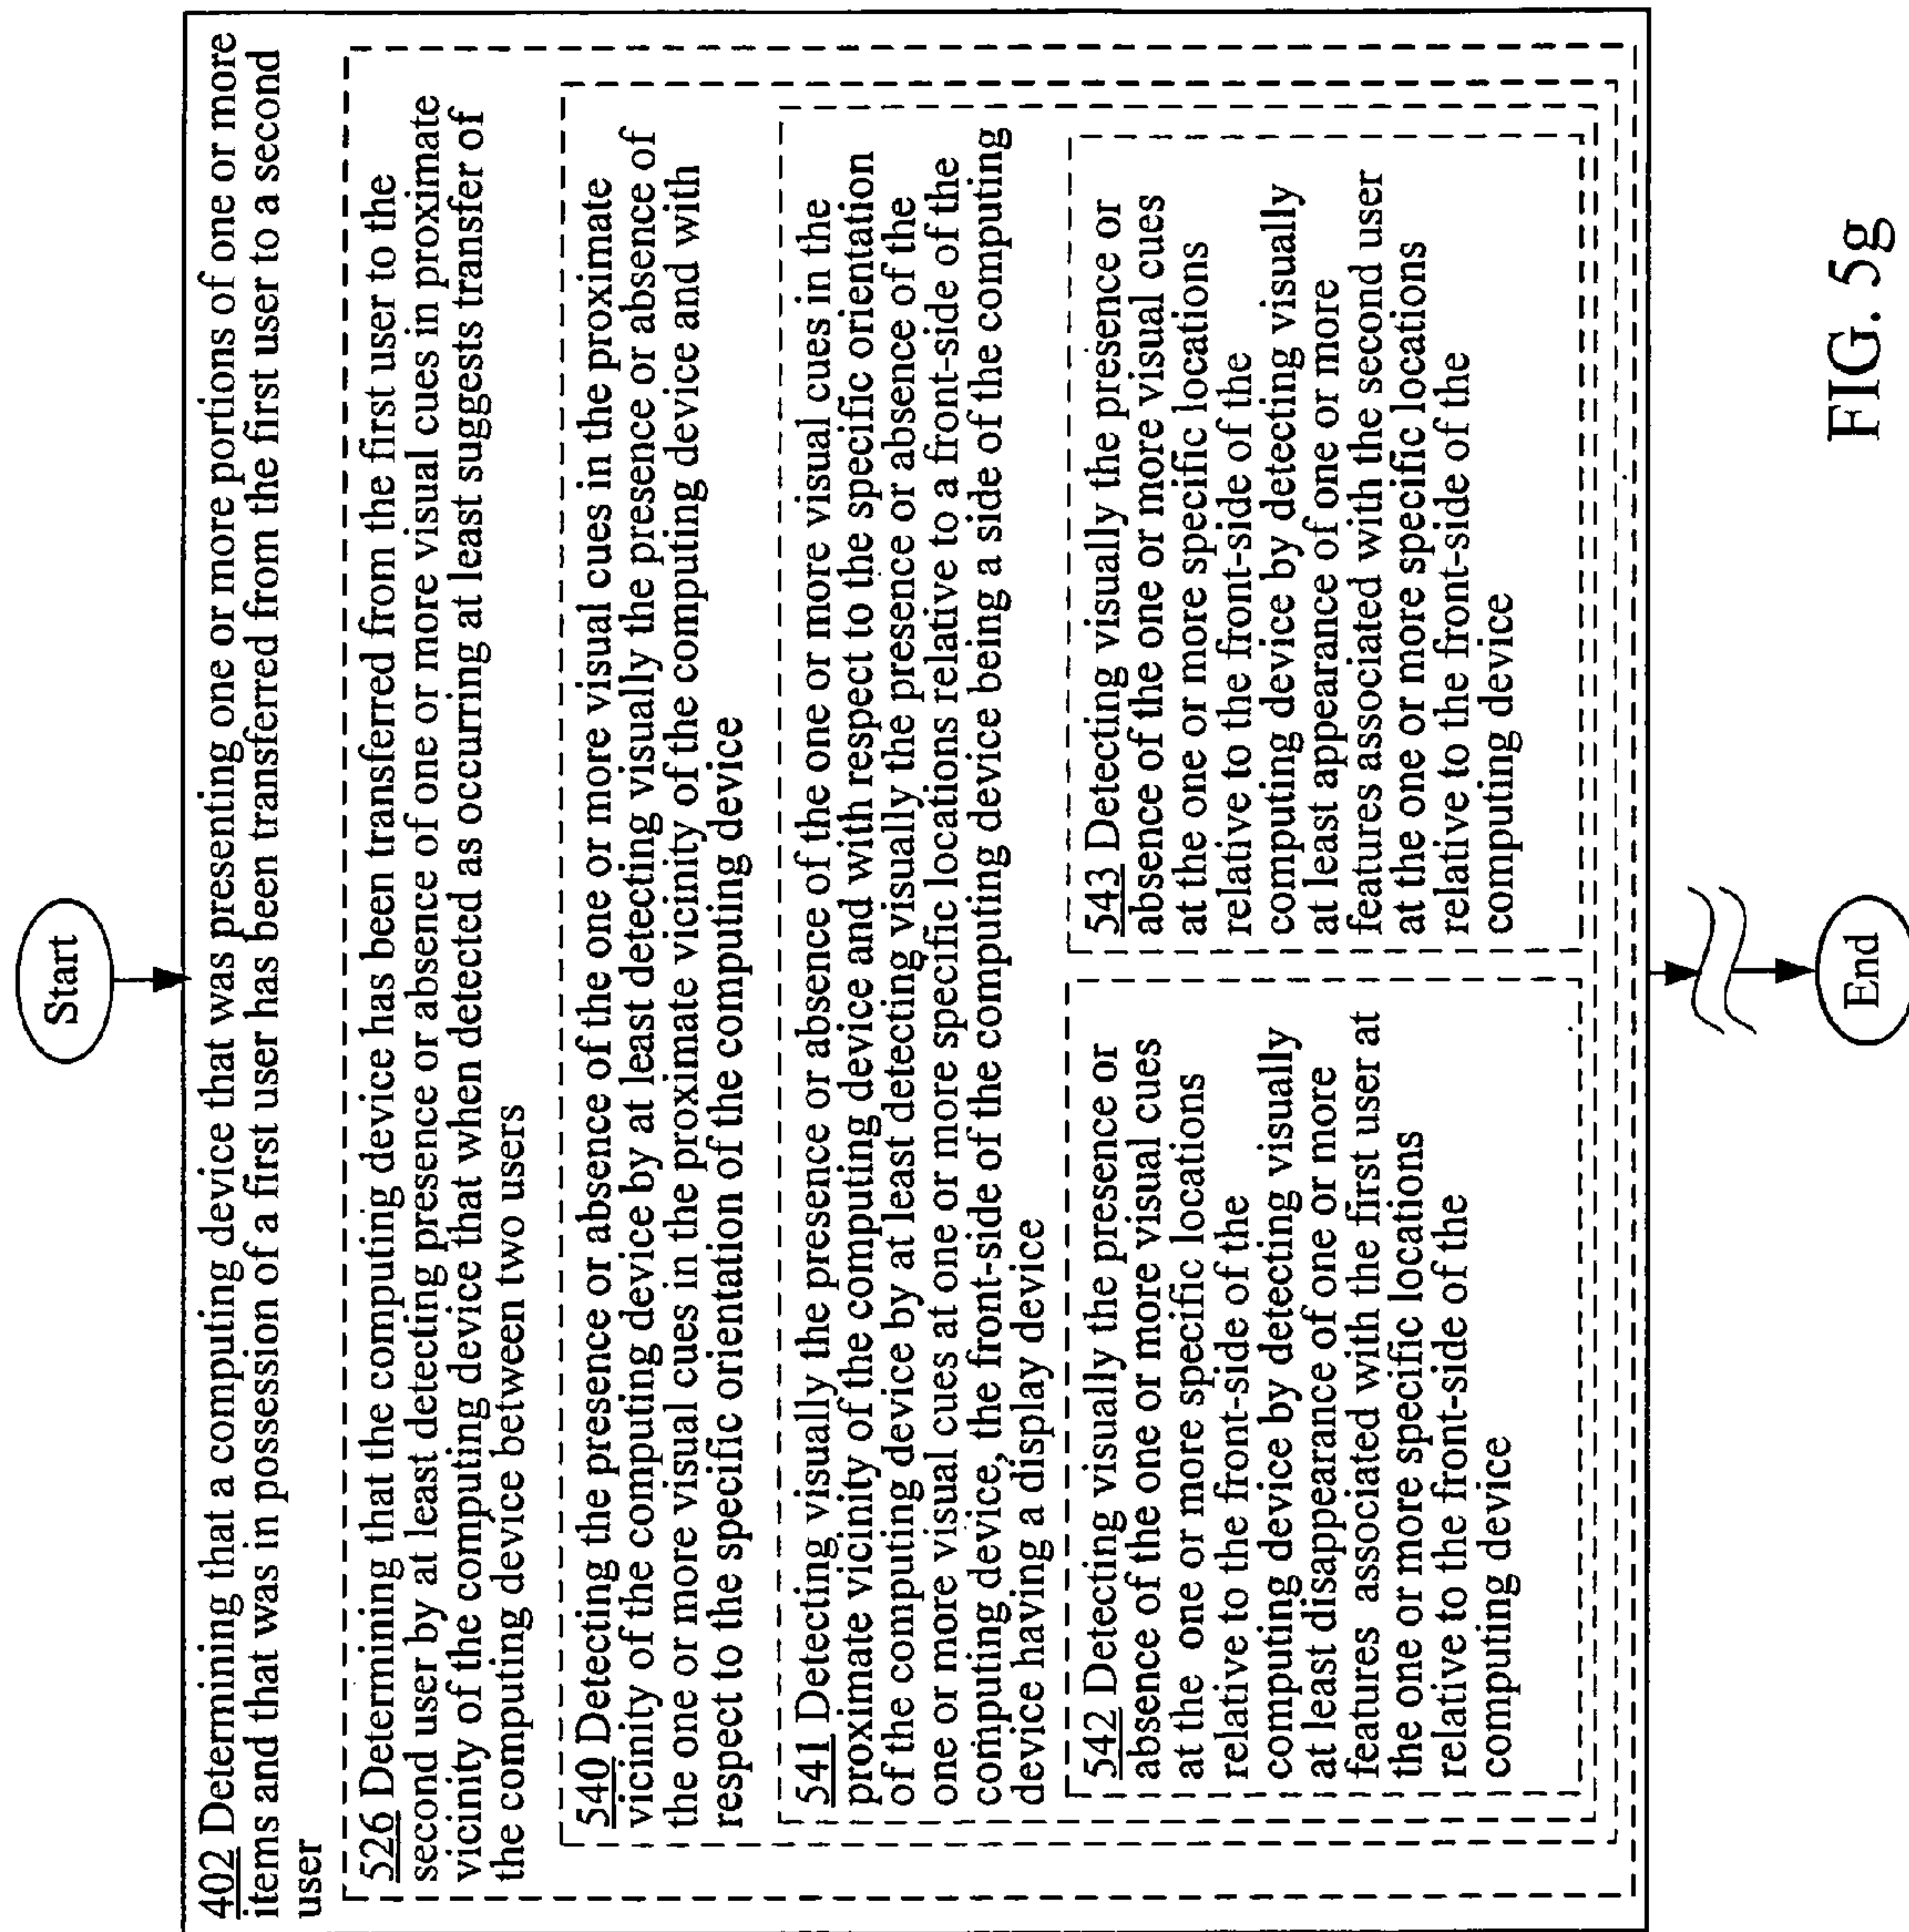 Start
402 Determining that a computing device that was presenting one or more portions of one or more
items and that was in possession of a first user has been transferred from the first user to a second
user
526 Determining that the computing device has been transferred from the first user to the
second user by at least detecting presence or absence of one or more visual cues in proximate
vicinity of the computing device that when detected as occurring at least suggests transfer of
the computing device between two users
540 Detecting the presence or absence of the one or more visual cues in the proximate
vicinity of the computing device by at least detecting visually the presence or absence of
the one or more visual cues in the proximate vicinity of the computing device and with
respect to the specific orientation of the computing device
541 Detecting visually the presence or absence of the one or more visual cues in the
proximate vicinity of the computing device and with respect to the specific orientation
of the computing device by at least detecting visually the presence or absence of the
one or more visual cues at one or more specific locations relative to a front-side of the
computing device, the front-side of the computing device being a side of the computing
device having a display device
542 Detecting visually the presence or
absence of the one or more visual cues
at the one or more specific locations
relative to the front-side of the
computing device by detecting visually
at least disappearance of one or more
features associated with the first user at
the one or more specific locations
relative to the front-side of the
computing device
543 Detecting visually the presence or
absence of the one or more visual cues
at the one or more specific locations
relative to the front-side of the
computing device by detecting visually
at least appearance of one or more
features associated with the second user
at the one or more specific locations
relative to the front-side of the
computing device
End
FIG. 5g